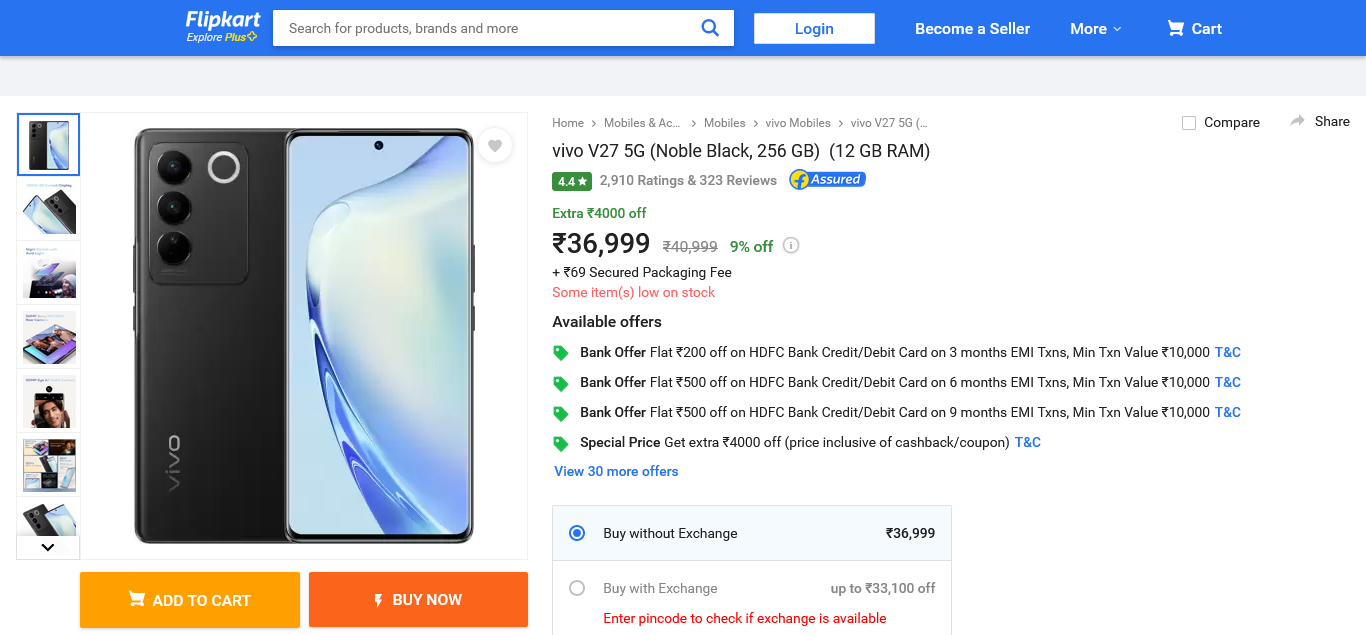 Flipkart
Explore Plus
Search for products, brands and more
Login
Become a Seller
More
Cart
Home
Mobiles & Ac...
Mobiles
vivo Mobiles
vivo V27 5G (...
Compare
Share
vivo V27 5G (Noble Black, 256 GB)  (12 GB RAM)
4.4
2,910 Ratings & 323 Reviews
Assured
Extra ₹4000 off
₹36,999 ₹40,999 9% off
+ ₹69 Secured Packaging Fee
Some item(s) low on stock
Available offers
Bank Offer Flat ₹200 off on HDFC Bank Credit/Debit Card on 3 months EMI Txns, Min Txn Value ₹10,000 T&C
Bank Offer Flat ₹500 off on HDFC Bank Credit/Debit Card on 6 months EMI Txns, Min Txn Value ₹10,000 T&C
Bank Offer Flat ₹500 off on HDFC Bank Credit/Debit Card on 9 months EMI Txns, Min Txn Value ₹10,000 T&C
Special Price Get extra ₹4000 off (price inclusive of cashback/coupon) T&C
View 30 more offers
Buy without Exchange ₹36,999
Buy with Exchange up to ₹33,100 off
Enter pincode to check if exchange is available
vivo
ADD TO CART
BUY NOW